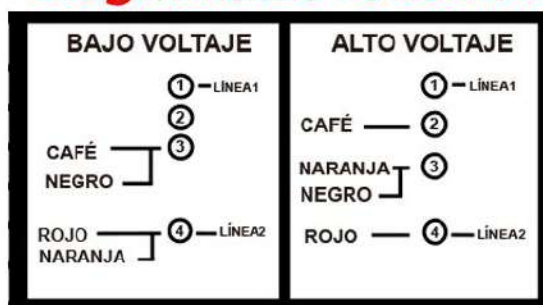 BAJO VOLTAJE
1 LÍNEA1
2
CAFÉ 3
NEGRO
ROJO 4 LÍNEA2
NARANJA
ALTO VOLTAJE
1 LÍNEA1
CAFÉ 2
NARANJA 3
NEGRO
ROJO 4 LÍNEA2